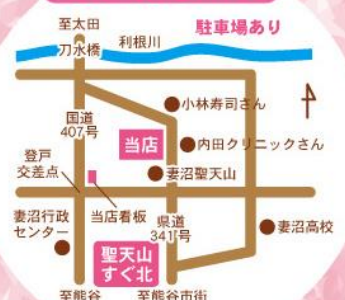 至太田
駐車場あり
刀水橋
利根川
小林寿司さん
国道
407号
当店
内田クリニックさん
登戸
交差点
妻沼聖天山
妻沼行政
センター
当店看板
県道
341号
妻沼高校
聖天山
すぐ北
至熊谷
至熊谷市街